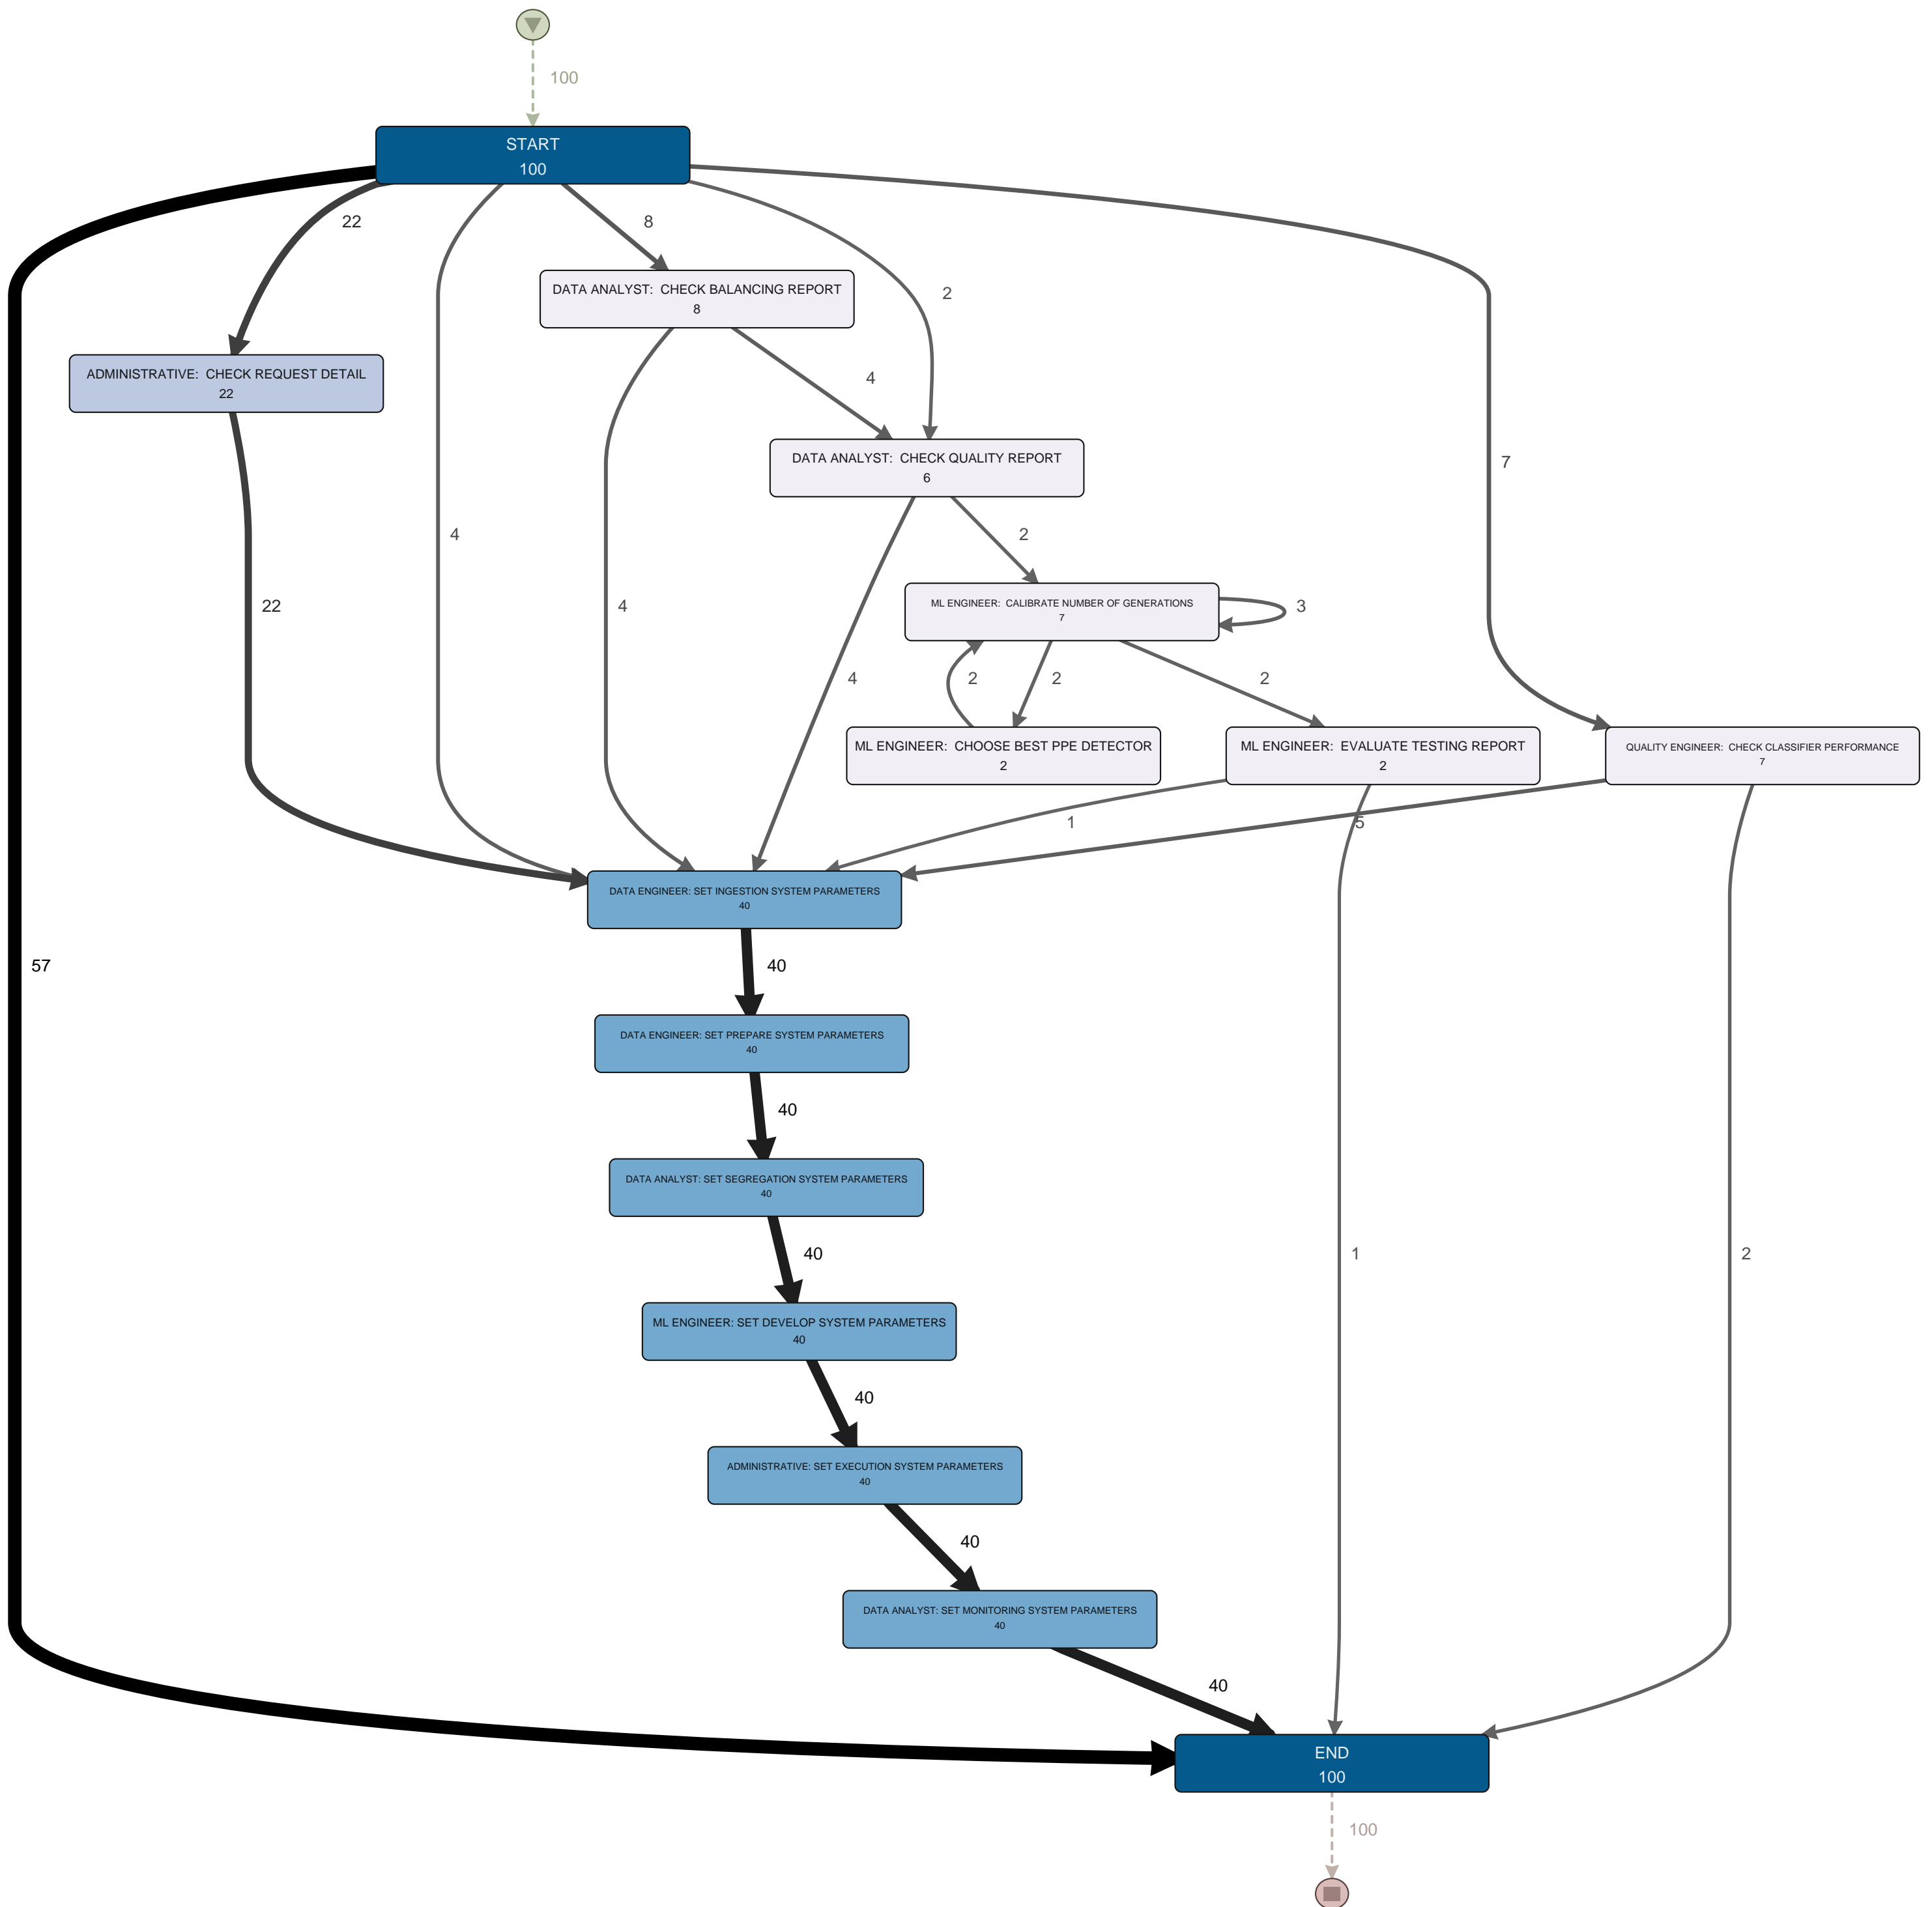 100
START
100
22
8
2
DATA ANALYST:  CHECK BALANCING REPORT
8
ADMINISTRATIVE:  CHECK REQUEST DETAIL
22
4
DATA ANALYST:  CHECK QUALITY REPORT
6
7
4
2
ML ENGINEER:  CALIBRATE NUMBER OF GENERATIONS
7
3
22
4
4
2
2
2
ML ENGINEER:  CHOOSE BEST PPE DETECTOR
2
ML ENGINEER:  EVALUATE TESTING REPORT
2
QUALITY ENGINEER:  CHECK CLASSIFIER PERFORMANCE
7
1
5
DATA ENGINEER: SET INGESTION SYSTEM PARAMETERS
40
57
40
DATA ENGINEER: SET PREPARE SYSTEM PARAMETERS
40
40
DATA ANALYST: SET SEGREGATION SYSTEM PARAMETERS
40
40
1
2
ML ENGINEER: SET DEVELOP SYSTEM PARAMETERS
40
40
ADMINISTRATIVE: SET EXECUTION SYSTEM PARAMETERS
40
40
DATA ANALYST: SET MONITORING SYSTEM PARAMETERS
40
40
END
100
100